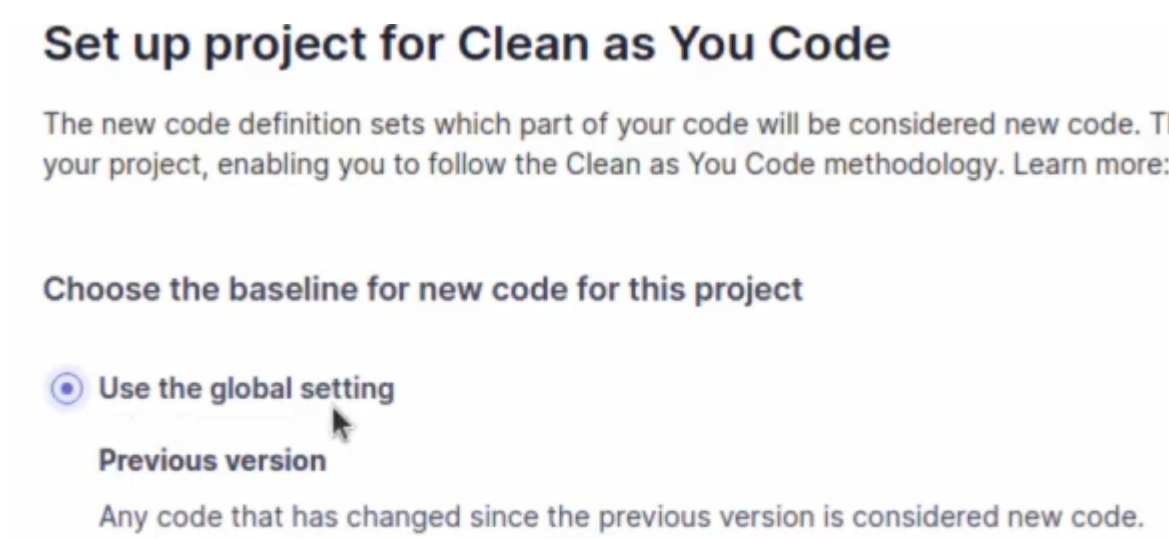 Set up project for Clean as You Code
The new code definition sets which part of your code will be considered new code.
your project, enabling you to follow the Clean as You Code methodology. Learn more:
Choose the baseline for new code for this project
Use the global setting
Previous version
Any code that has changed since the previous version is considered new code.